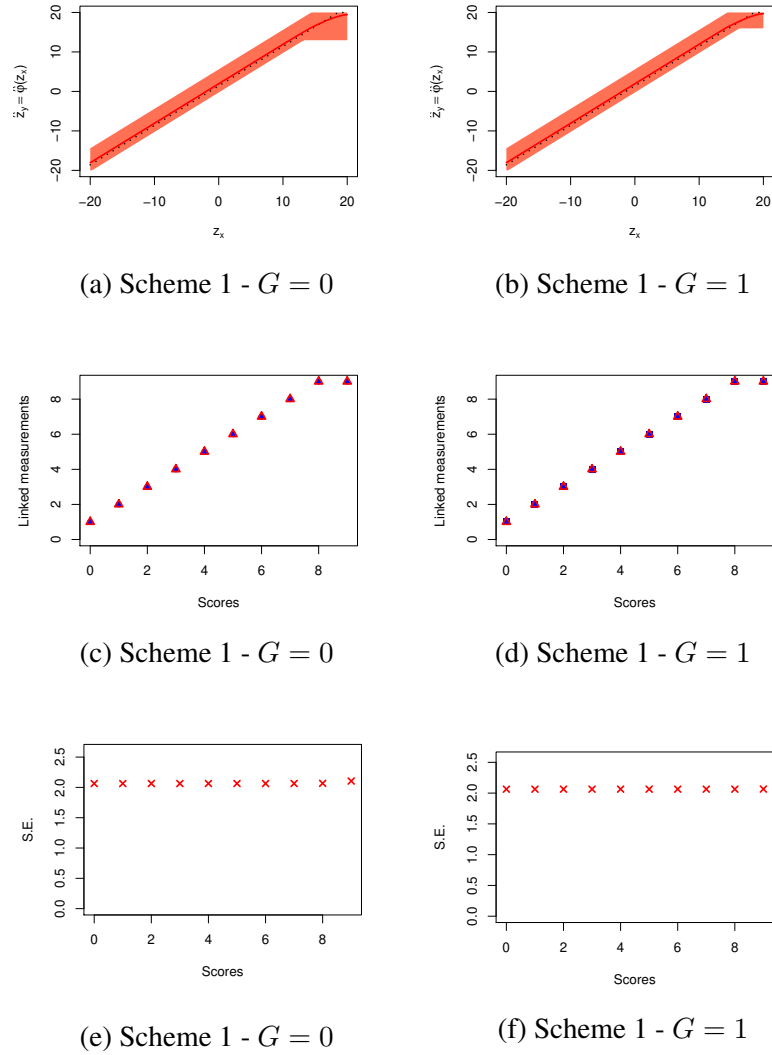 z̈y = φ̈(zx)
20
10
0
−10
−20
−20 −10 0 10 20
zx
(a) Scheme 1 - G = 0
z̈y = φ̈(zx)
20
10
0
−10
−20
−20 −10 0 10 20
zx
(b) Scheme 1 - G = 1
Linked measurements
8
6
4
2
0
0 2 4 6 8
Scores
(c) Scheme 1 - G = 0
Linked measurements
8
6
4
2
0
0 2 4 6 8
Scores
(d) Scheme 1 - G = 1
S.E.
2.5
2.0
1.5
1.0
0.5
0.0
0 2 4 6 8
Scores
(e) Scheme 1 - G = 0
S.E.
2.5
2.0
1.5
1.0
0.5
0.0
0 2 4 6 8
Scores
(f) Scheme 1 - G = 1